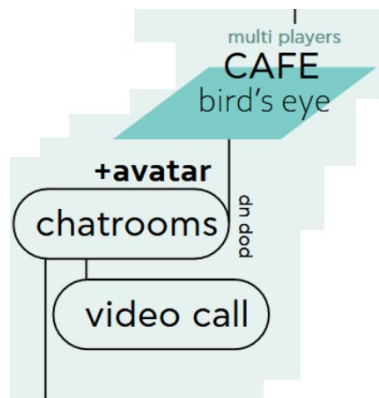 multi players
CAFE
bird's eye
+avatar
chatrooms
pop up
video call